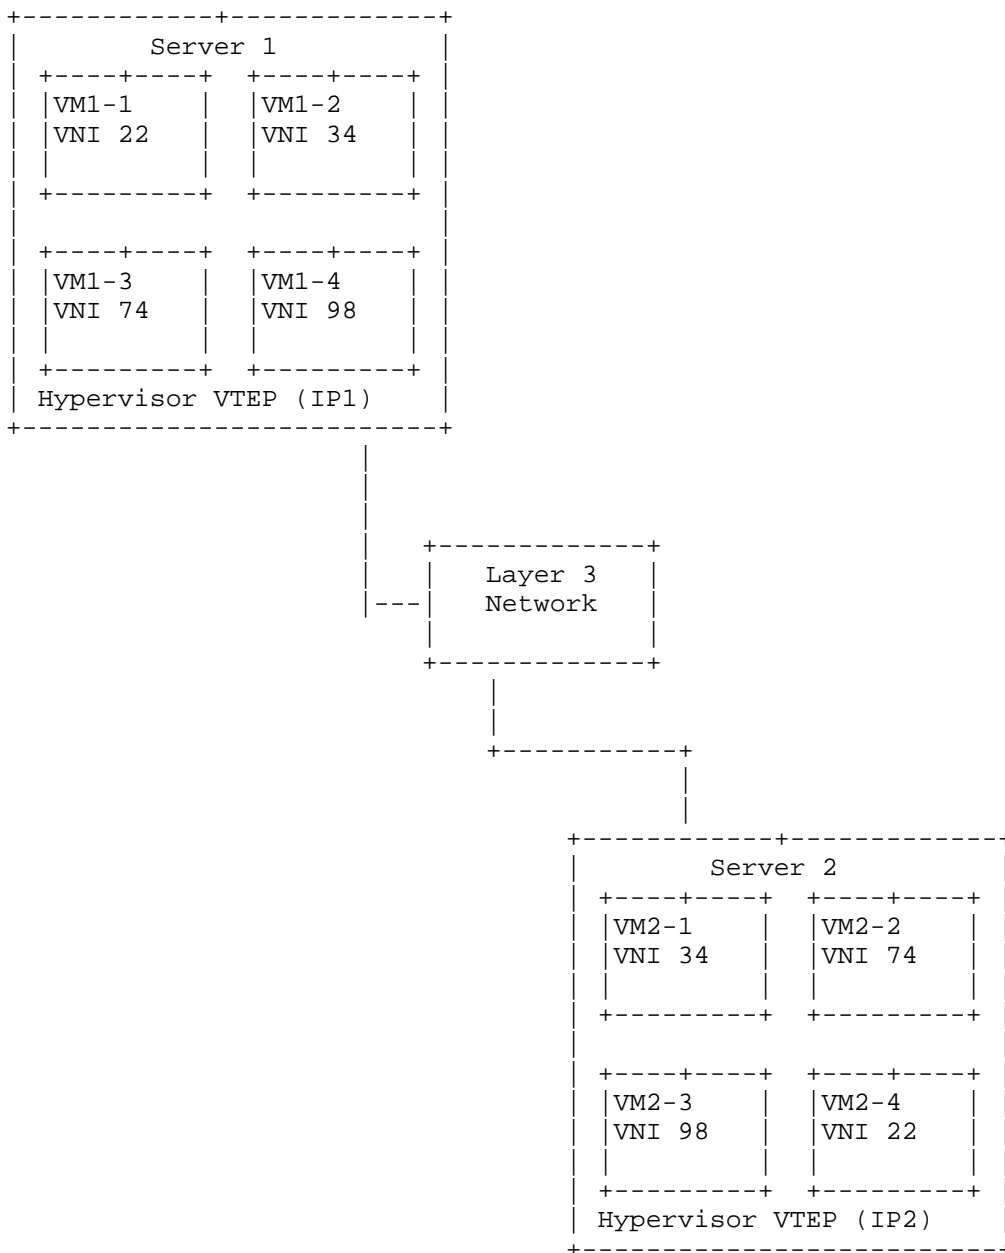 Server 1
VM1-1 VM1-2
VNI 22 VNI 34
VM1-3 VM1-4
VNI 74 VNI 98
Hypervisor VTEP (IP1)
Layer 3
Network
Server 2
VM2-1 VM2-2
VNI 34 VNI 74
VM2-3 VM2-4
VNI 98 VNI 22
Hypervisor VTEP (IP2)